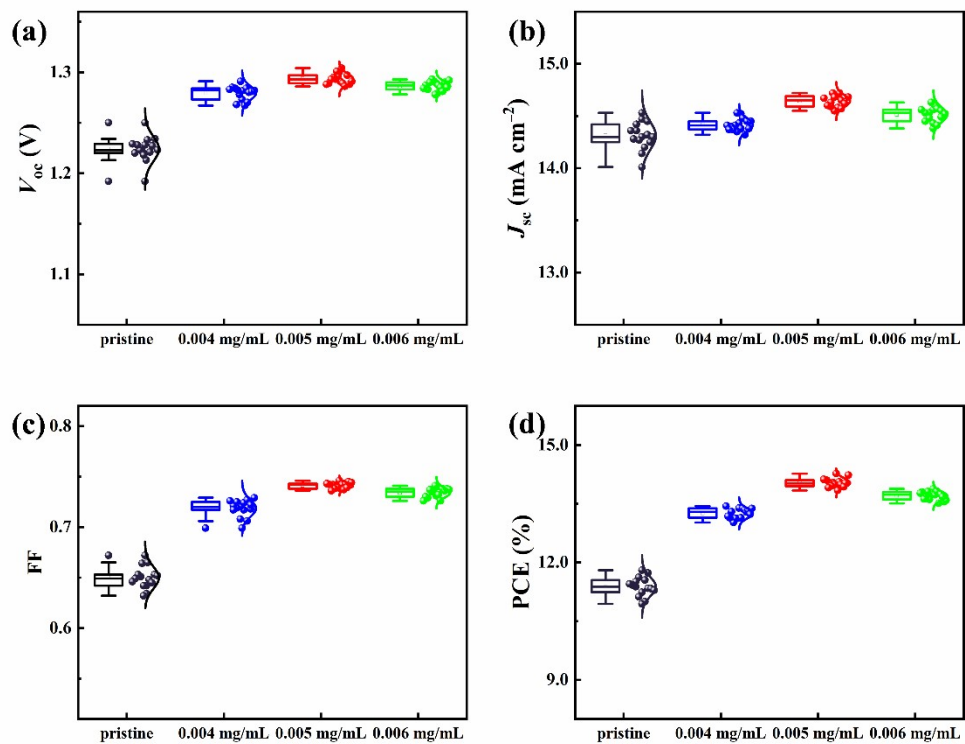 (a)
V_oc (V)
1.3
1.2
1.1
pristine 0.004 mg/mL 0.005 mg/mL 0.006 mg/mL
(b)
J_sc (mA cm⁻²)
15.0
14.0
13.0
pristine 0.004 mg/mL 0.005 mg/mL 0.006 mg/mL
(c)
FF
0.8
0.7
0.6
pristine 0.004 mg/mL 0.005 mg/mL 0.006 mg/mL
(d)
PCE (%)
15.0
12.0
9.0
pristine 0.004 mg/mL 0.005 mg/mL 0.006 mg/mL